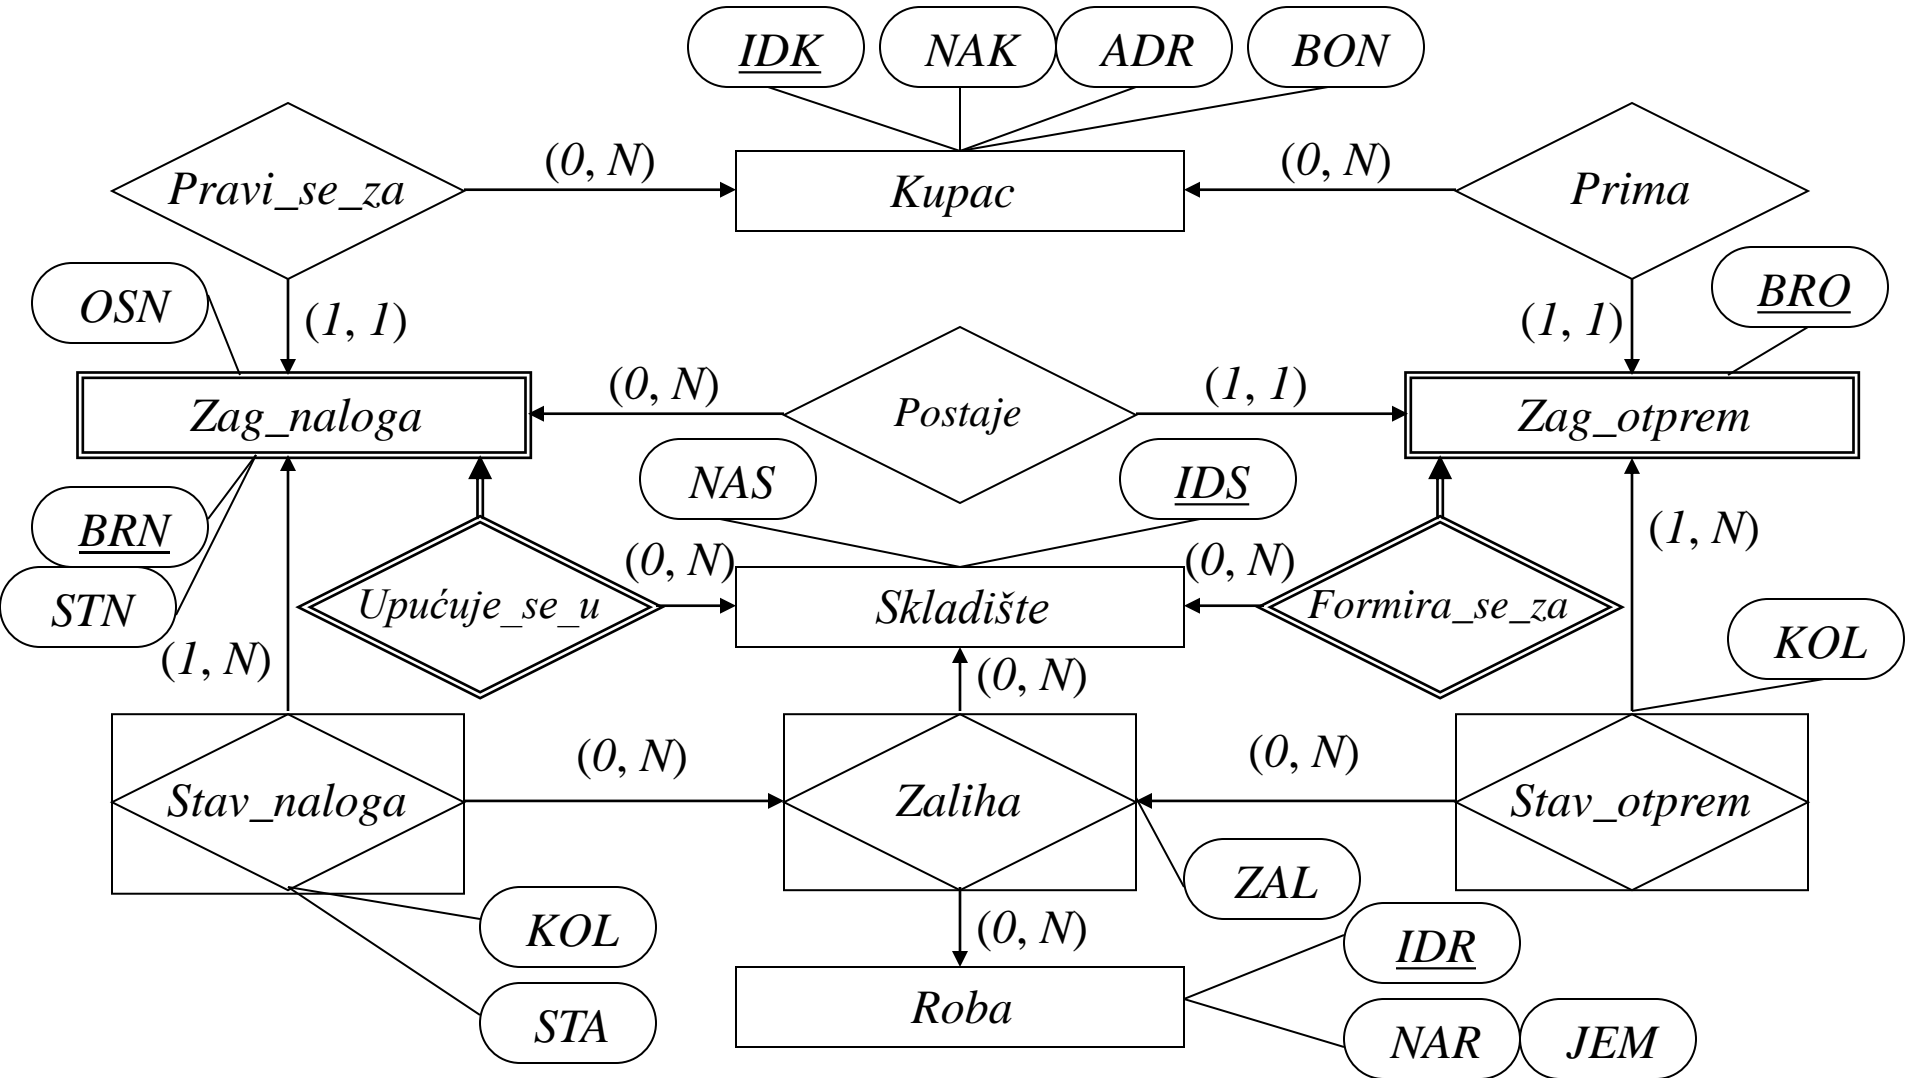 IDK NAK ADR BON
(0, N) (0, N)
Pravi_se_za Kupac Prima
OSN (1, 1) (1, 1) BRO
(0, N) (1, 1)
Zag_naloga Postaje Zag_otprem
NAS IDS
BRN (0, N) (0, N) (1, N)
STN Upućuje_se_u Skladište Formira_se_za
(1, N) (0, N) KOL
(0, N) (0, N)
Stav_naloga Zaliha Stav_otprem
ZAL
KOL (0, N) IDR
STA Roba NAR JEM